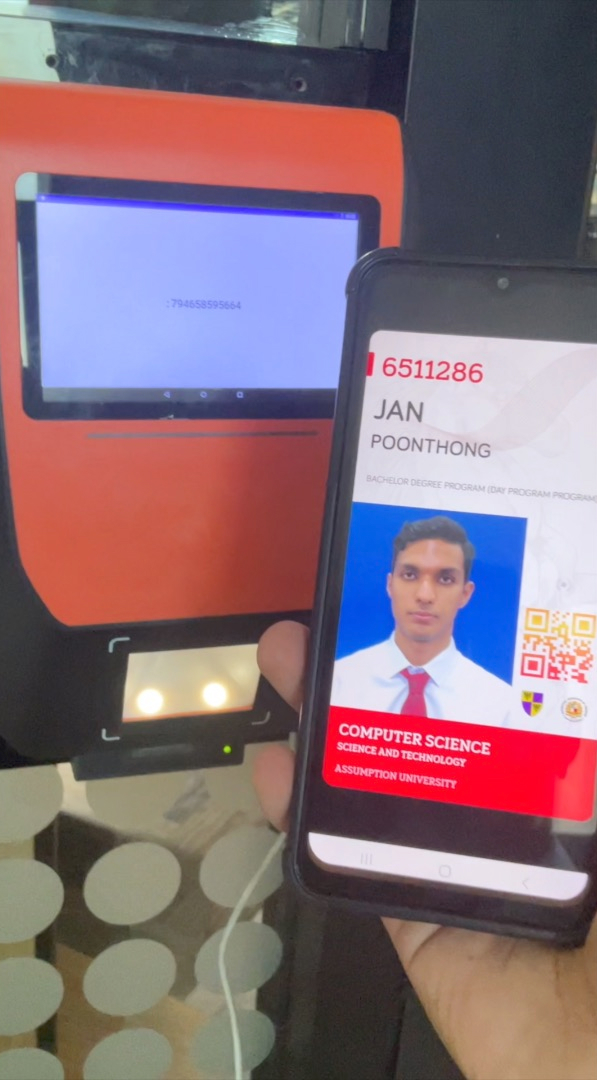 :794658595664
6511286
JAN
POONTHONG
BACHELOR DEGREE PROGRAM (DAY PROGRAM PROGRAM)
COMPUTER SCIENCE
SCIENCE AND TECHNOLOGY
ASSUMPTION UNIVERSITY